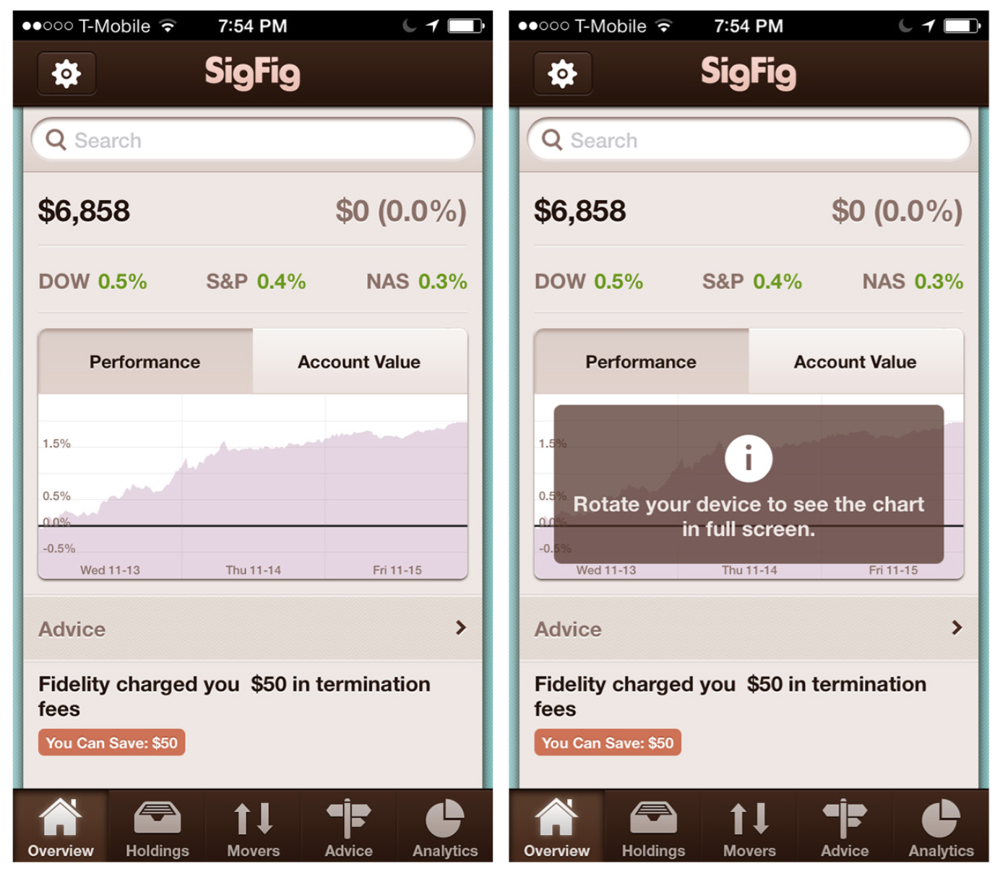 T-Mobile 7:54 PM
SigFig
Search
$6,858 $0 (0.0%)
DOW 0.5% S&P 0.4% NAS 0.3%
Performance Account Value
1.5%
0.5%
0.0%
-0.5%
Wed 11-13 Thu 11-14 Fri 11-15
Advice
Fidelity charged you  $50 in termination
fees
You Can Save: $50
Overview Holdings Movers Advice Analytics
T-Mobile 7:54 PM
SigFig
Search
$6,858 $0 (0.0%)
DOW 0.5% S&P 0.4% NAS 0.3%
Performance Account Value
1.5%
0.5%
0.0%
-0.5%
Rotate your device to see the chart
in full screen.
Wed 11-13 Thu 11-14 Fri 11-15
Advice
Fidelity charged you  $50 in termination
fees
You Can Save: $50
Overview Holdings Movers Advice Analytics